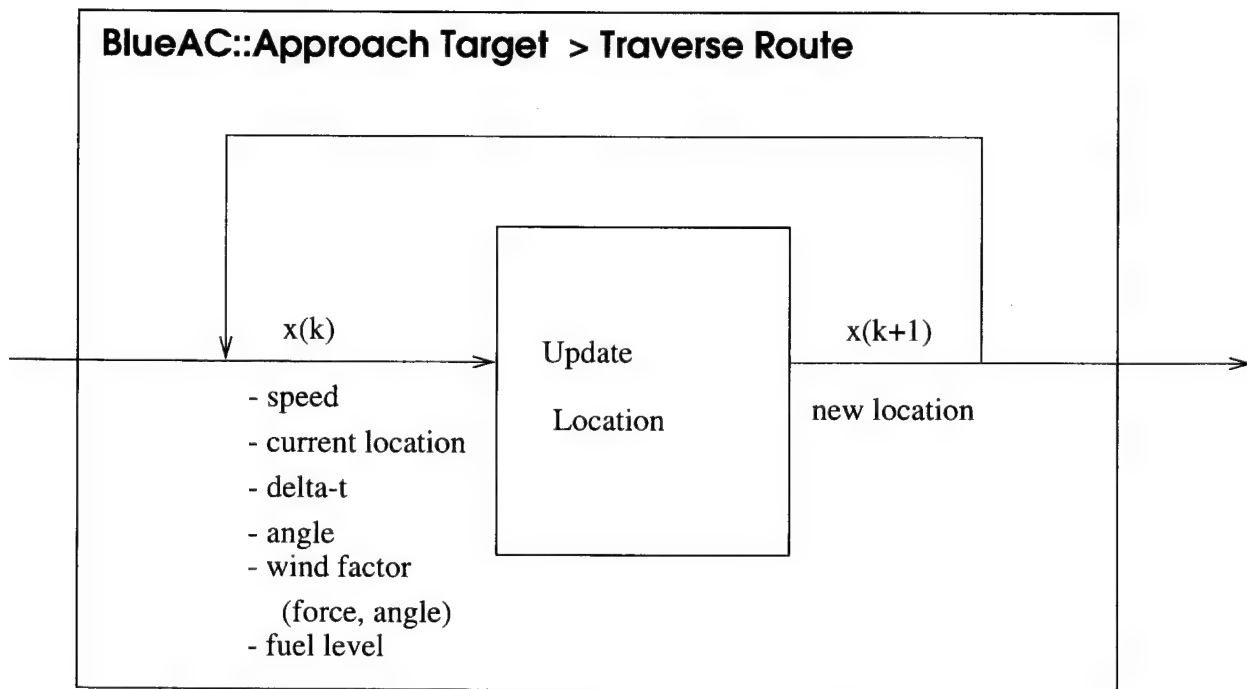 BlueAC::Approach Target > Traverse Route
x(k)
x(k+1)
Update
Location
new location
- speed
- current location
- delta-t
- angle
- wind factor
(force, angle)
- fuel level